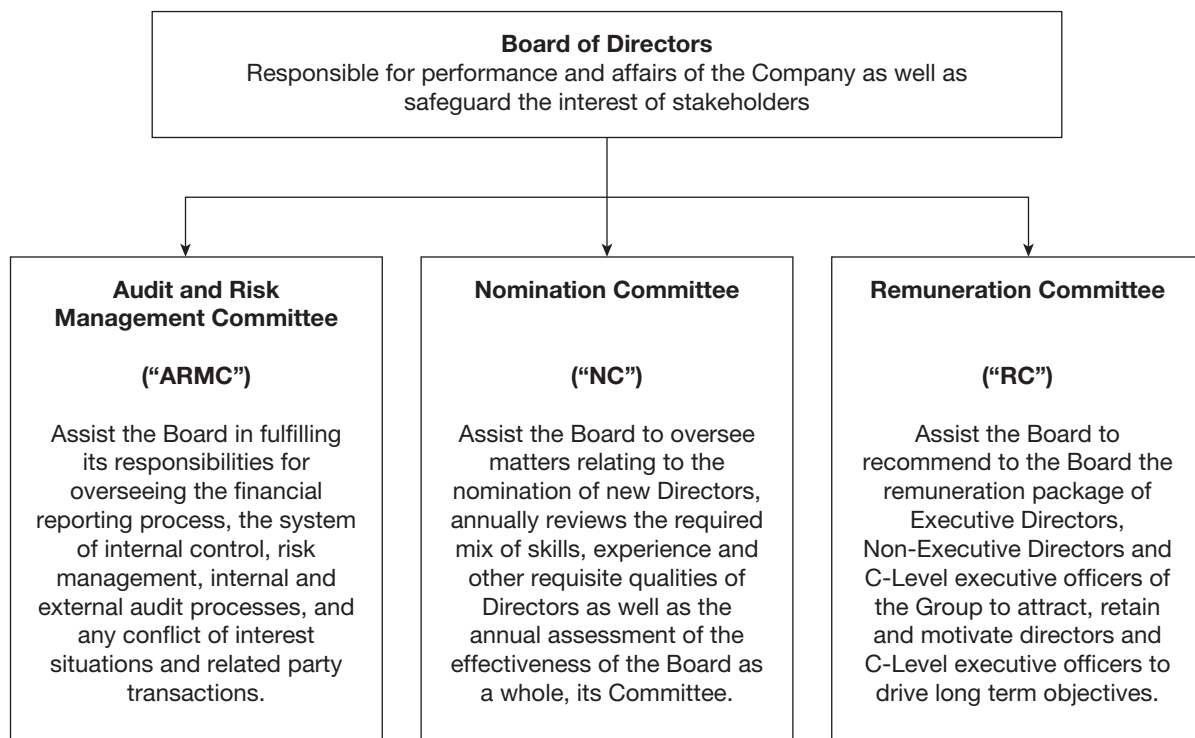 Board of Directors
Responsible for performance and affairs of the Company as well as
safeguard the interest of stakeholders
Audit and Risk
Management Committee
(“ARMC”)
Assist the Board in fulfilling
its responsibilities for
overseeing the financial
reporting process, the system
of internal control, risk
management, internal and
external audit processes, and
any conflict of interest
situations and related party
transactions.
Nomination Committee
(“NC”)
Assist the Board to oversee
matters relating to the
nomination of new Directors,
annually reviews the required
mix of skills, experience and
other requisite qualities of
Directors as well as the
annual assessment of the
effectiveness of the Board as
a whole, its Committee.
Remuneration Committee
(“RC”)
Assist the Board to
recommend to the Board the
remuneration package of
Executive Directors,
Non-Executive Directors and
C-Level executive officers of
the Group to attract, retain
and motivate directors and
C-Level executive officers to
drive long term objectives.